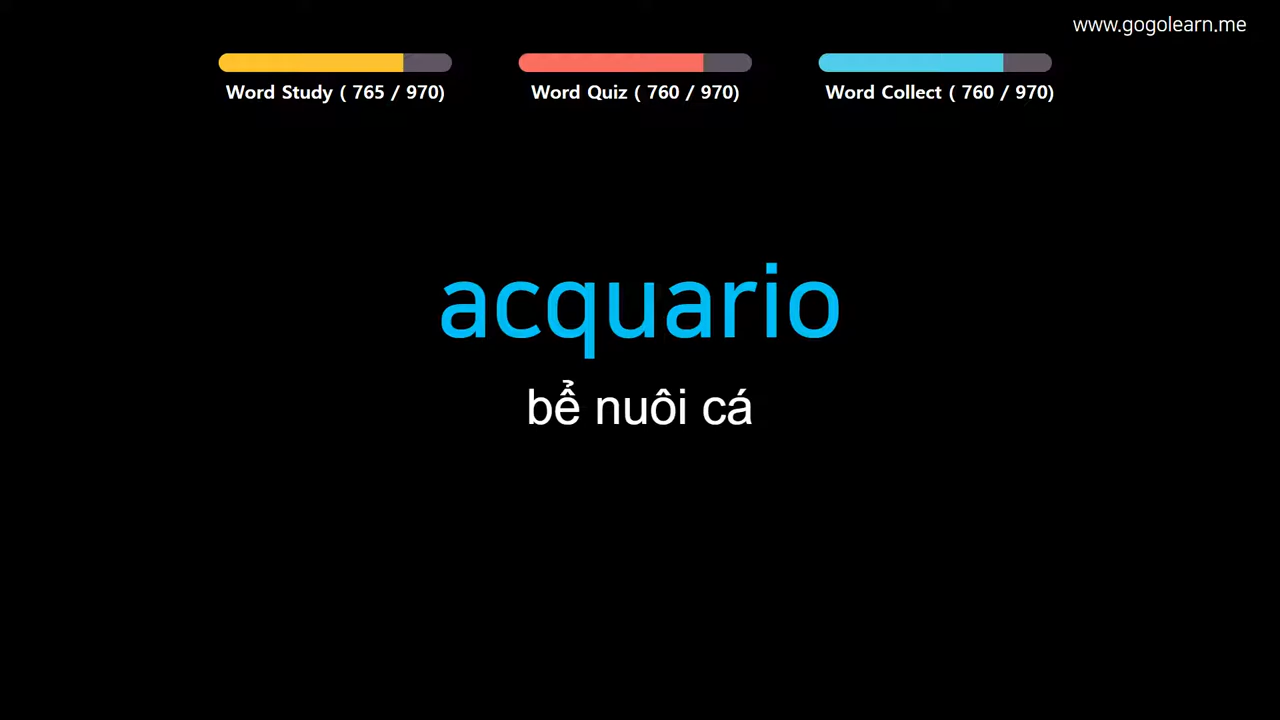 www.gogolearn.me
Word Study ( 765 / 970)
Word Quiz ( 760 / 970)
Word Collect ( 760 / 970)
acquario
bể nuôi cá